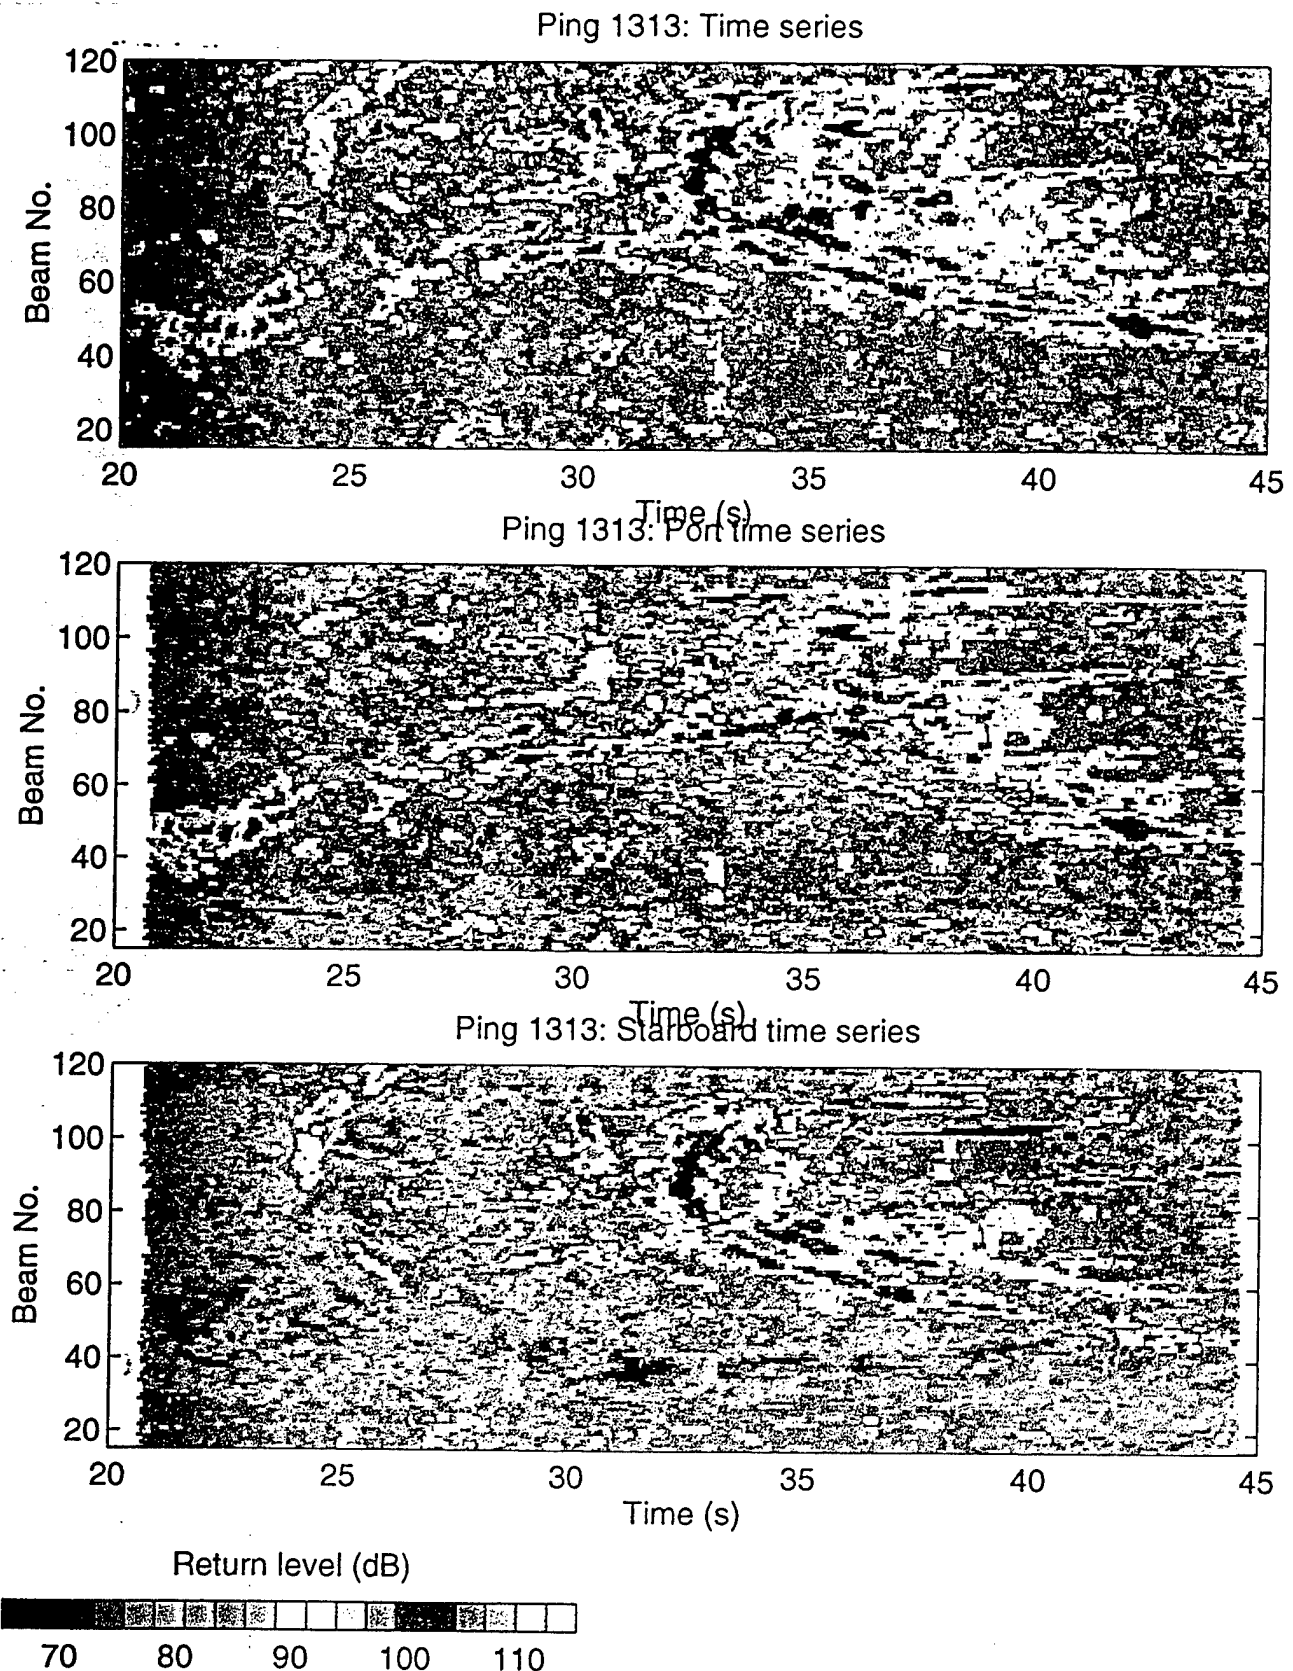 Ping 1313: Time series
Beam No.
120
100
80
60
40
20
20 25 30 35 40 45
Time (s)
Ping 1313: Port time series
Beam No.
120
100
80
60
40
20
20 25 30 35 40 45
Time (s)
Ping 1313: Starboard time series
Beam No.
120
100
80
60
40
20
20 25 30 35 40 45
Time (s)
Return level (dB)
70 80 90 100 110